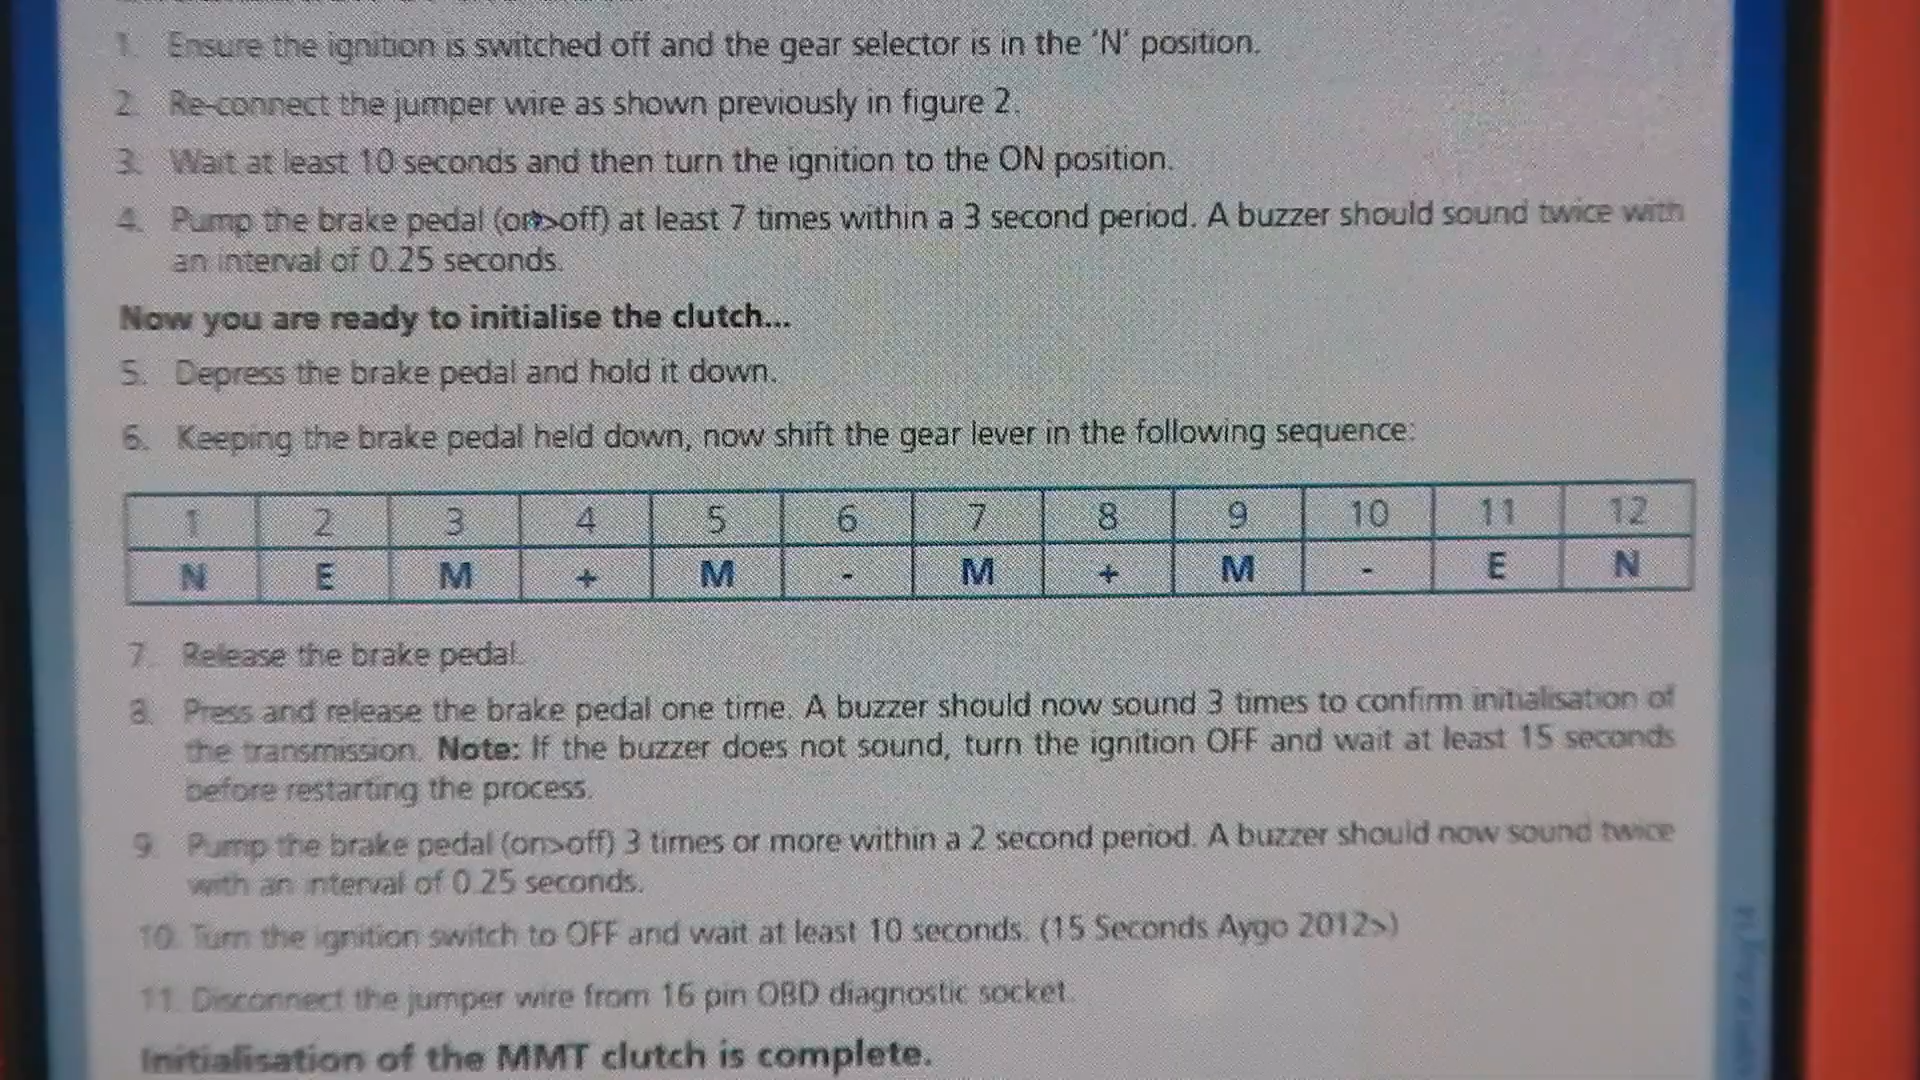 1. Ensure the ignition is switched off and the gear selector is in the 'N' position.
2. Re-connect the jumper wire as shown previously in figure 2.
3. Wait at least 10 seconds and then turn the ignition to the ON position.
4. Pump the brake pedal (on>off) at least 7 times within a 3 second period. A buzzer should sound twice with
an interval of 0.25 seconds.
Now you are ready to initialise the clutch...
5. Depress the brake pedal and hold it down.
6. Keeping the brake pedal held down, now shift the gear lever in the following sequence:
1 2 3 4 5 6 7 8 9 10 11 12
N E M + M - M + M - E N
7. Release the brake pedal.
8. Press and release the brake pedal one time. A buzzer should now sound 3 times to confirm initialisation of
the transmission. Note: If the buzzer does not sound, turn the ignition OFF and wait at least 15 seconds
before restarting the process.
9. Pump the brake pedal (on>off) 3 times or more within a 2 second period. A buzzer should now sound twice
with an interval of 0.25 seconds.
10. Turn the ignition switch to OFF and wait at least 10 seconds. (15 Seconds Aygo 2012>)
11. Disconnect the jumper wire from 16 pin OBD diagnostic socket.
Initialisation of the MMT clutch is complete.